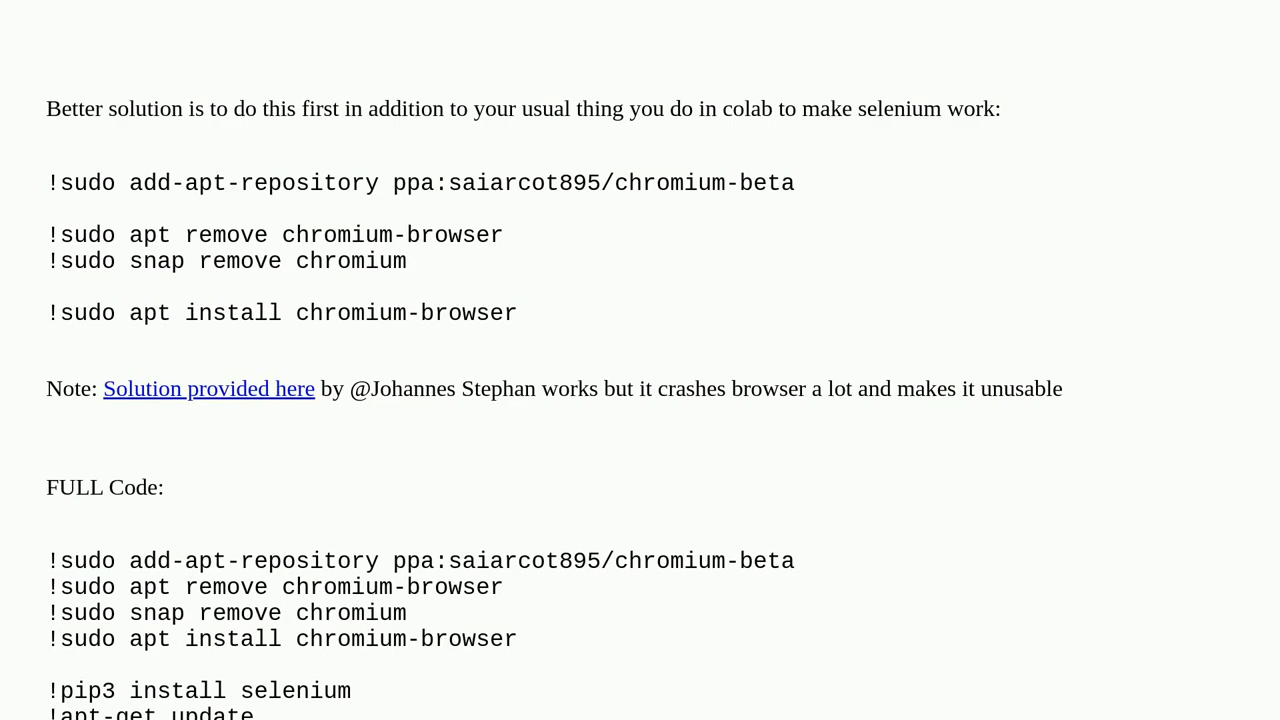 Better solution is to do this first in addition to your usual thing you do in colab to make selenium work:
!sudo add-apt-repository ppa:saiarcot895/chromium-beta
!sudo apt remove chromium-browser
!sudo snap remove chromium
!sudo apt install chromium-browser
Note: Solution provided here by @Johannes Stephan works but it crashes browser a lot and makes it unusable
FULL Code:
!sudo add-apt-repository ppa:saiarcot895/chromium-beta
!sudo apt remove chromium-browser
!sudo snap remove chromium
!sudo apt install chromium-browser
!pip3 install selenium
!apt-get update